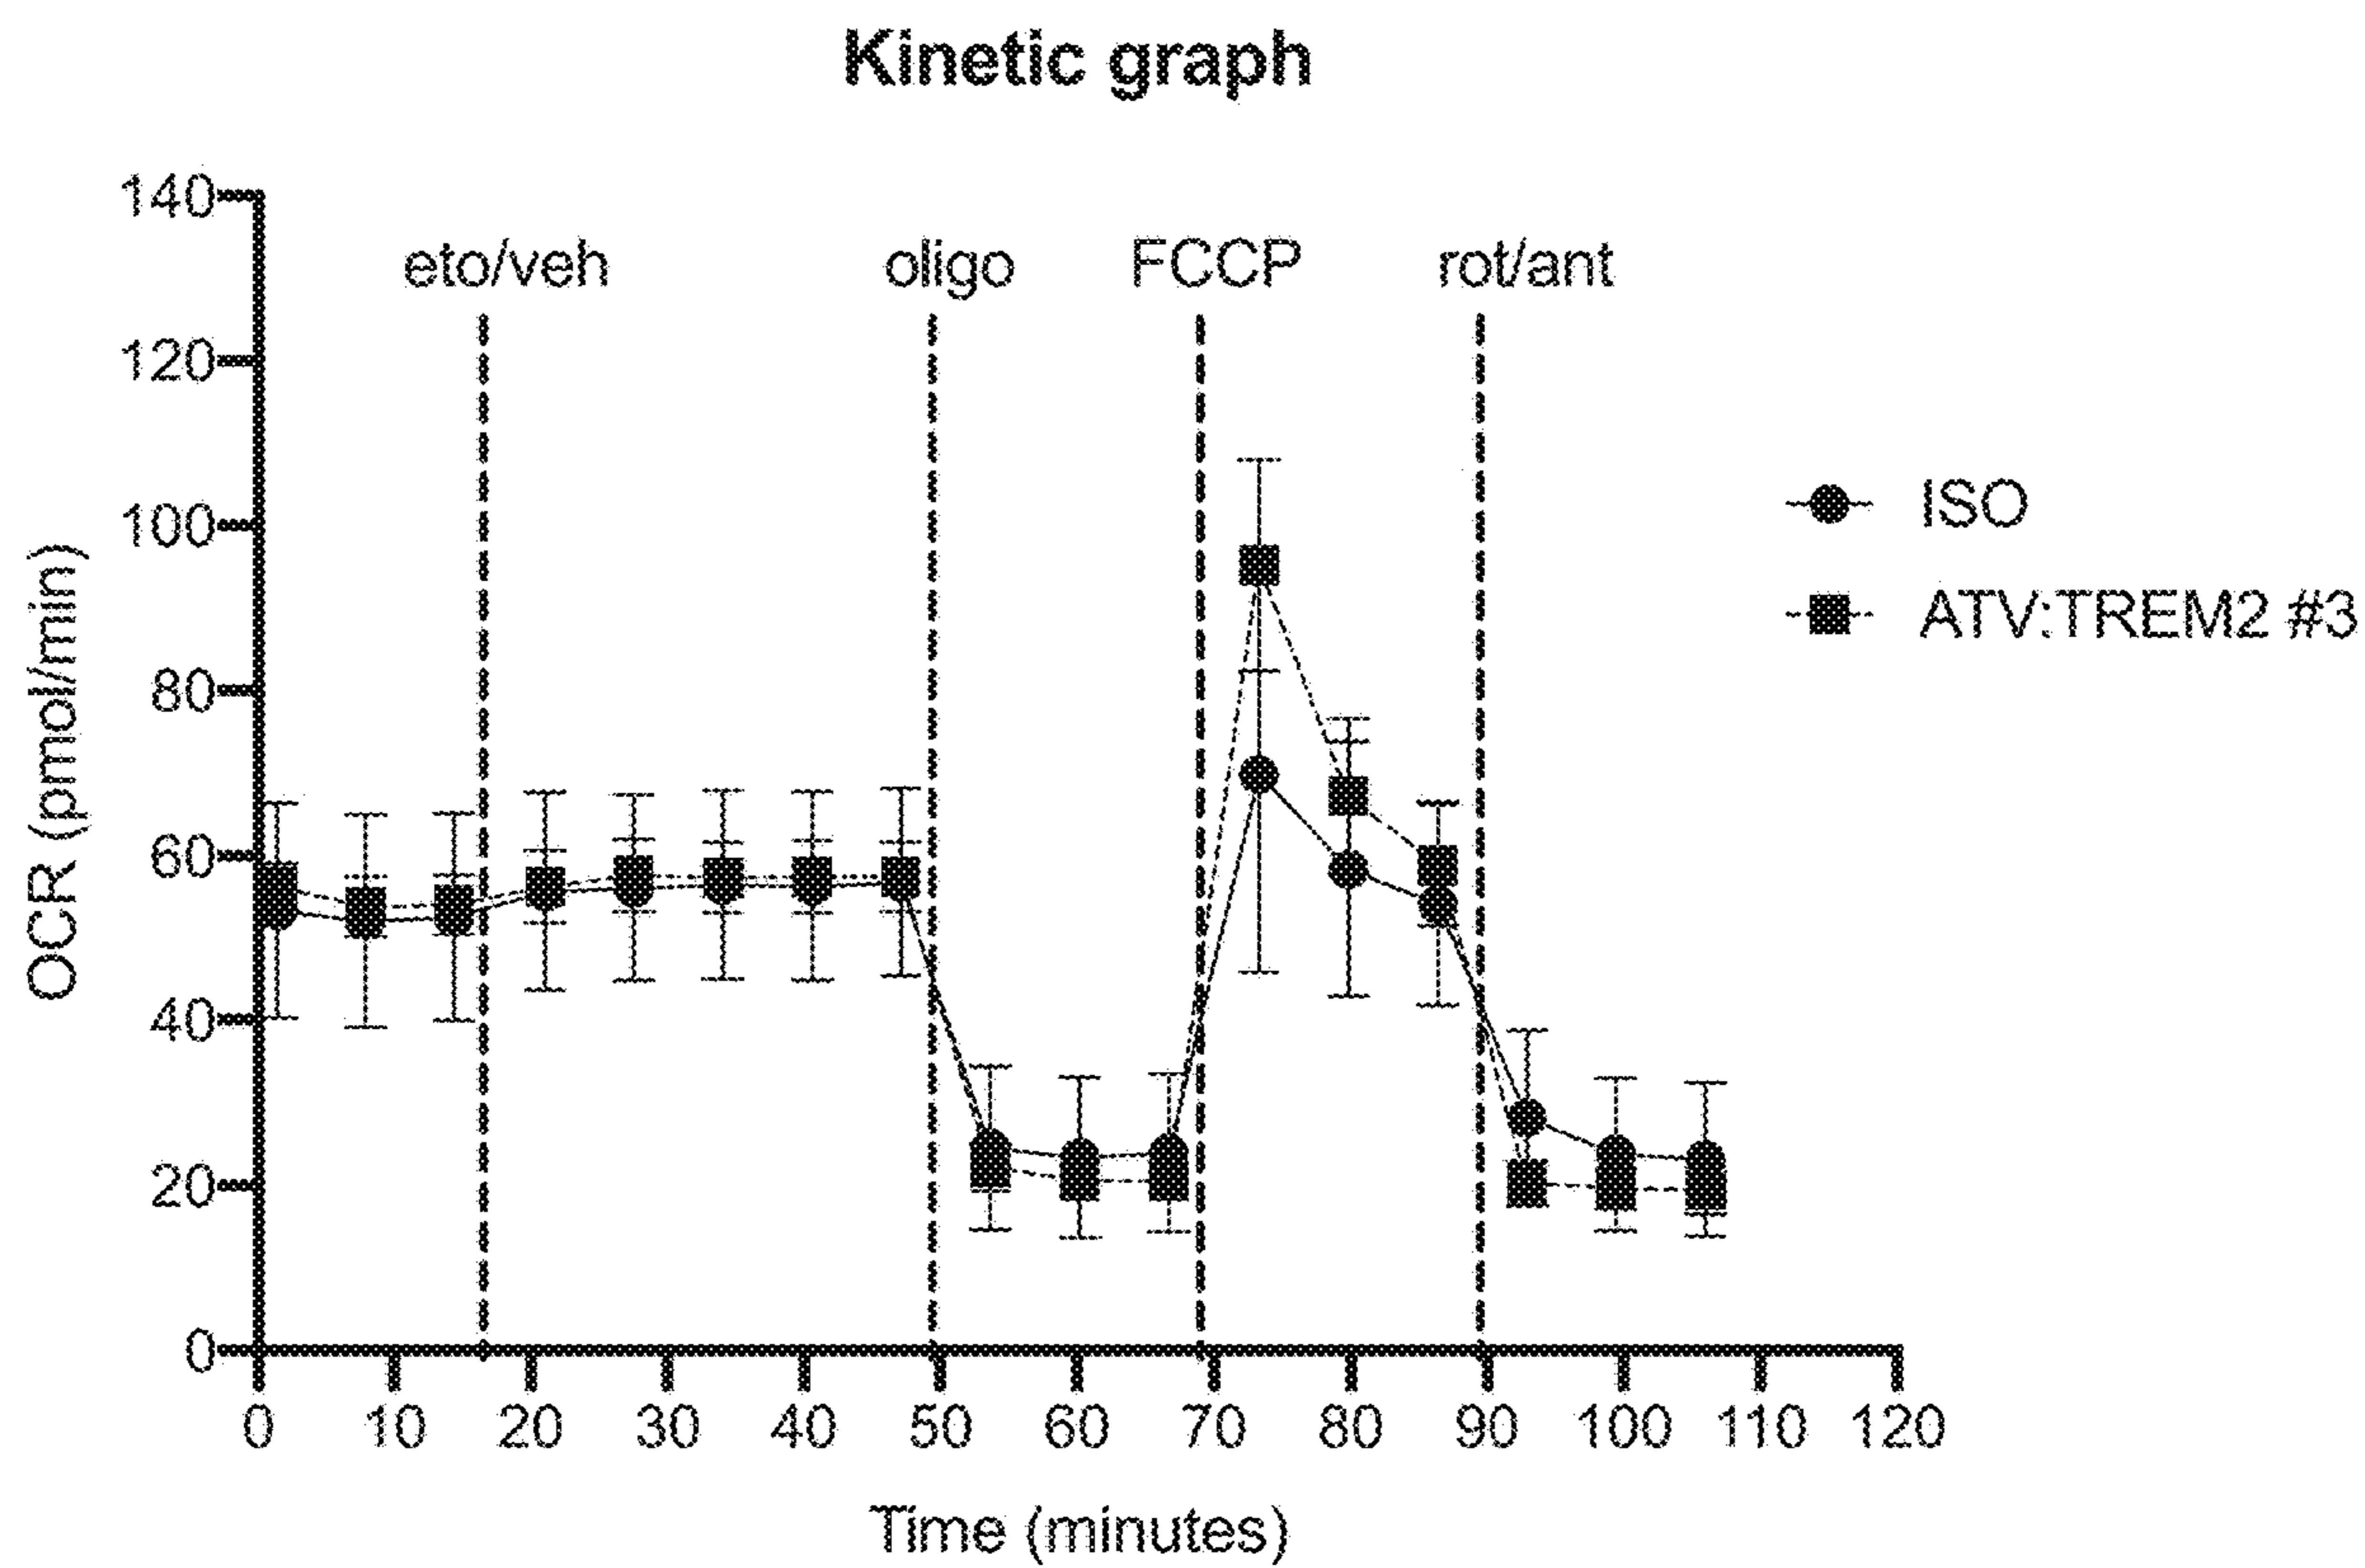 Kinetic graph
140
120
100
80
60
40
20
0
OCR (pmol/min)
eto/veh
oligo
FCCP
rot/ant
ISO
ATV:TREM2 #3
0 10 20 30 40 50 60 70 80 90 100 110 120
Time (minutes)